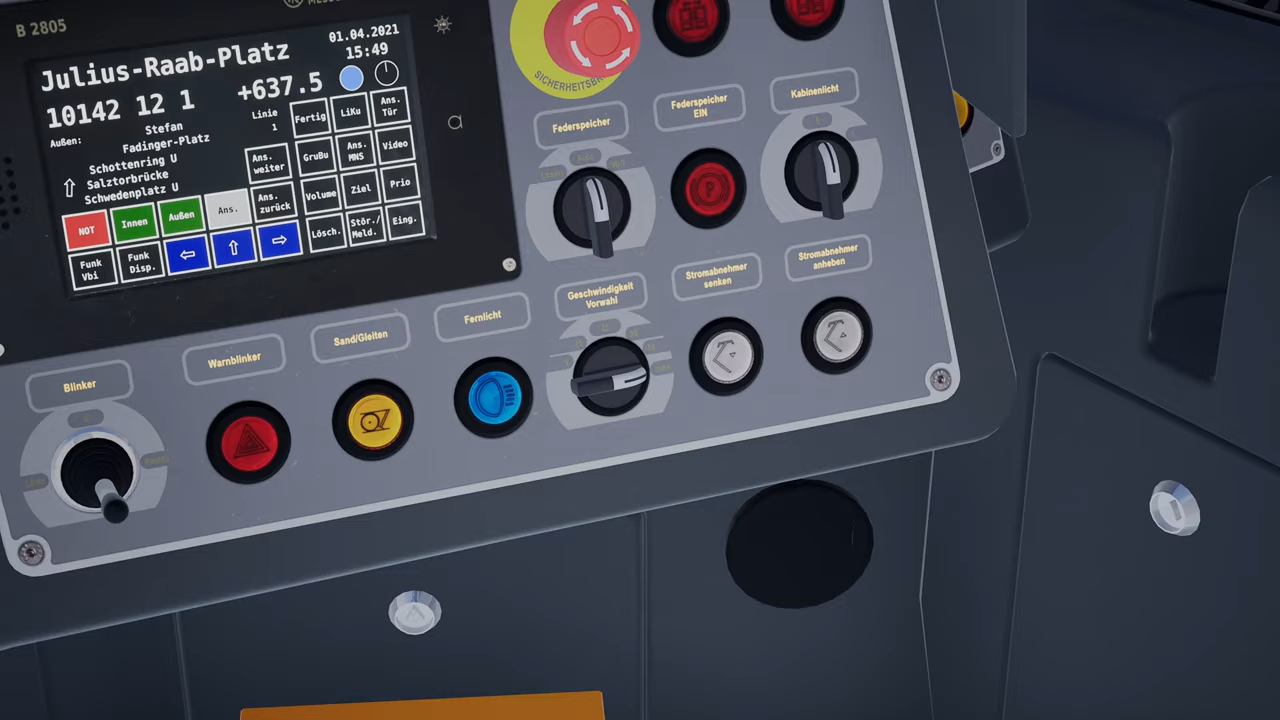 B 2805
Julius-Raab-Platz
01.04.2021
15:49
10142 12 1
+637.5
Außen:
Stefan
Fadinger-Platz
Linie
1
Schottenring U
Salztorbrücke
Schwedenplatz U
Fertig
LiKu
Ans.
Tür
Ans.
weiter
GruBu
Ans.
MNS
Video
NOT
Innen
Außen
Ans.
Ans.
zurück
Volume
Ziel
Prio
Funk
Vbi
Funk
Disp.
Lösch.
Stör./
Meld.
Eing.
Federspeicher
Federspeicher
EIN
Kabinenlicht
Blinker
Warnblinker
Sand/Gleiten
Fernlicht
Geschwindigkeit
Vorwahl
Stromabnehmer
senken
Stromabnehmer
anheben
P